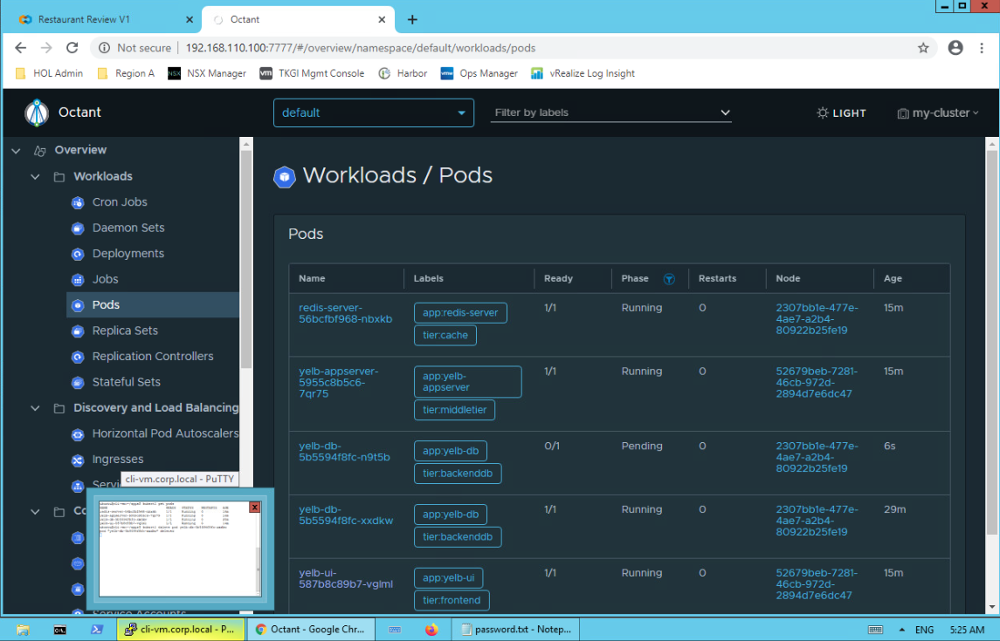 Restaurant Review V1
Octant
Not secure
192.168.110.100:7777/#/overview/namespace/default/workloads/pods
HOL Admin
Region A
NSX Manager
TKGI Mgmt Console
Harbor
Ops Manager
vRealize Log Insight
Octant
default
Filter by labels
LIGHT
my-cluster
Overview
Workloads
Cron Jobs
Daemon Sets
Deployments
Jobs
Pods
Replica Sets
Replication Controllers
Stateful Sets
Discovery and Load Balancing
Horizontal Pod Autoscalers
Ingresses
cli-vm.corp.local - PuTTY
Workloads / Pods
Pods
Name Labels Ready Phase Restarts Node Age
redis-server-
56bcfbf968-nbxkb
app:redis-server
tier:cache
1/1
Running
0
2307bb1e-477e-
4ae7-a2b4-
80922b25fe19
15m
yelb-appserver-
5955c8b5c6-
7qr75
app:yelb-
appserver
tier:middletier
1/1
Running
0
52679beb-7281-
46cb-972d-
2894d7e6dc47
15m
yelb-db-
5b5594f8fc-n9t5b
app:yelb-db
tier:backenddb
0/1
Pending
0
2307bb1e-477e-
4ae7-a2b4-
80922b25fe19
6s
yelb-db-
5b5594f8fc-xxdkw
app:yelb-db
tier:backenddb
1/1
Running
0
2307bb1e-477e-
4ae7-a2b4-
80922b25fe19
29m
yelb-ui-
587b8c89b7-vglml
app:yelb-ui
tier:frontend
1/1
Running
0
52679beb-7281-
46cb-972d-
2894d7e6dc47
15m
cli-vm.corp.local - P...
Octant - Google Chr...
password.txt - Notep...
ENG
5:25 AM